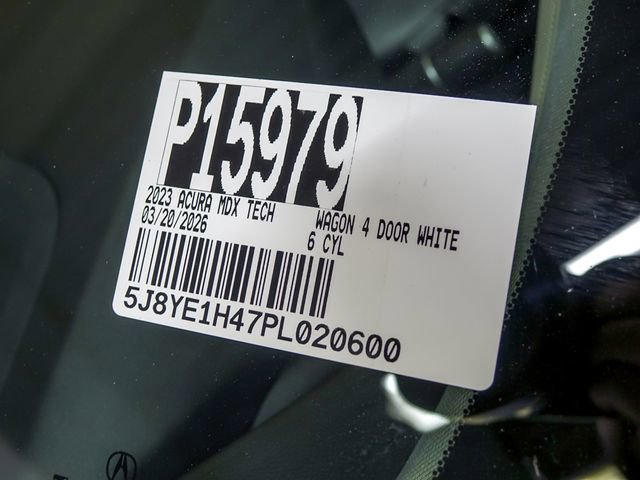 P15979
2023 ACURA MDX TECH WAGON 4 DOOR WHITE
03/20/2026 6 CYL
5J8YE1H47PL020600